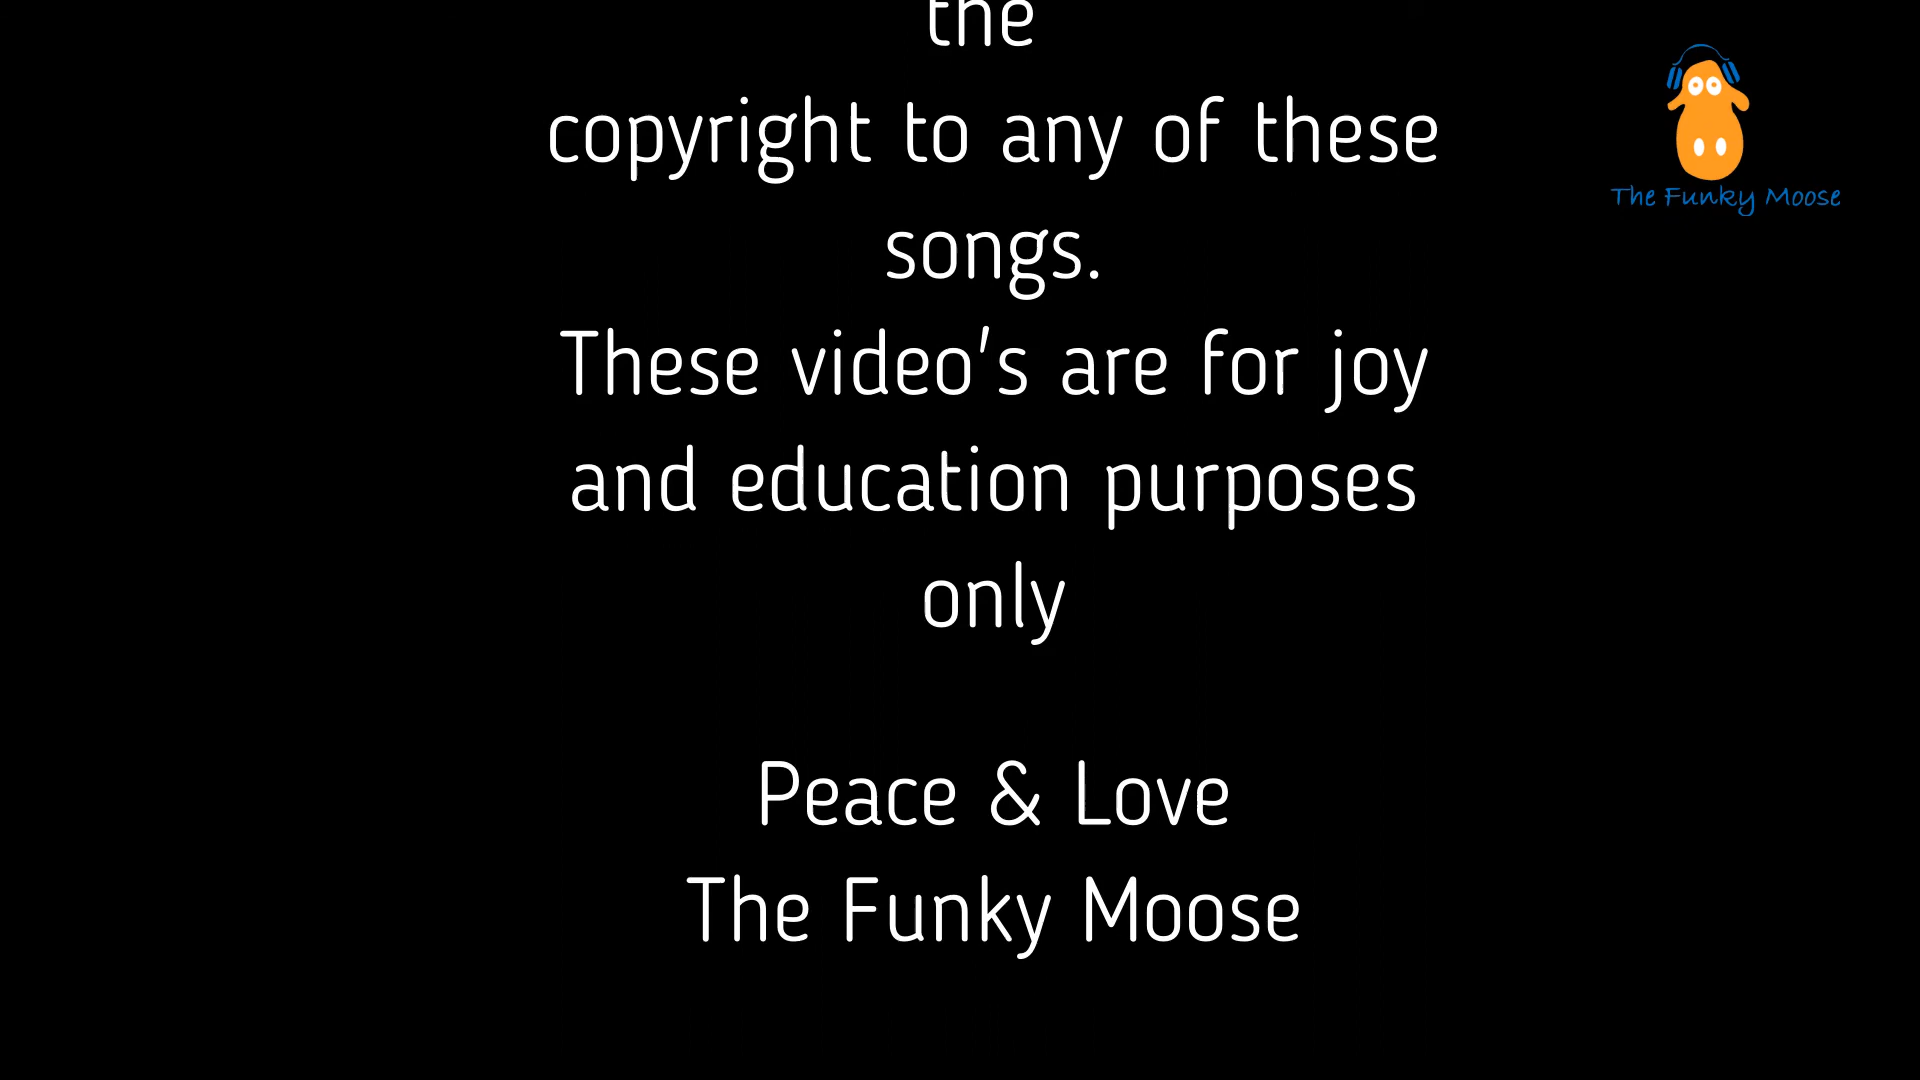 the
copyright to any of these
songs.
These video's are for joy
and education purposes
only
Peace & Love
The Funky Moose
The Funky Moose